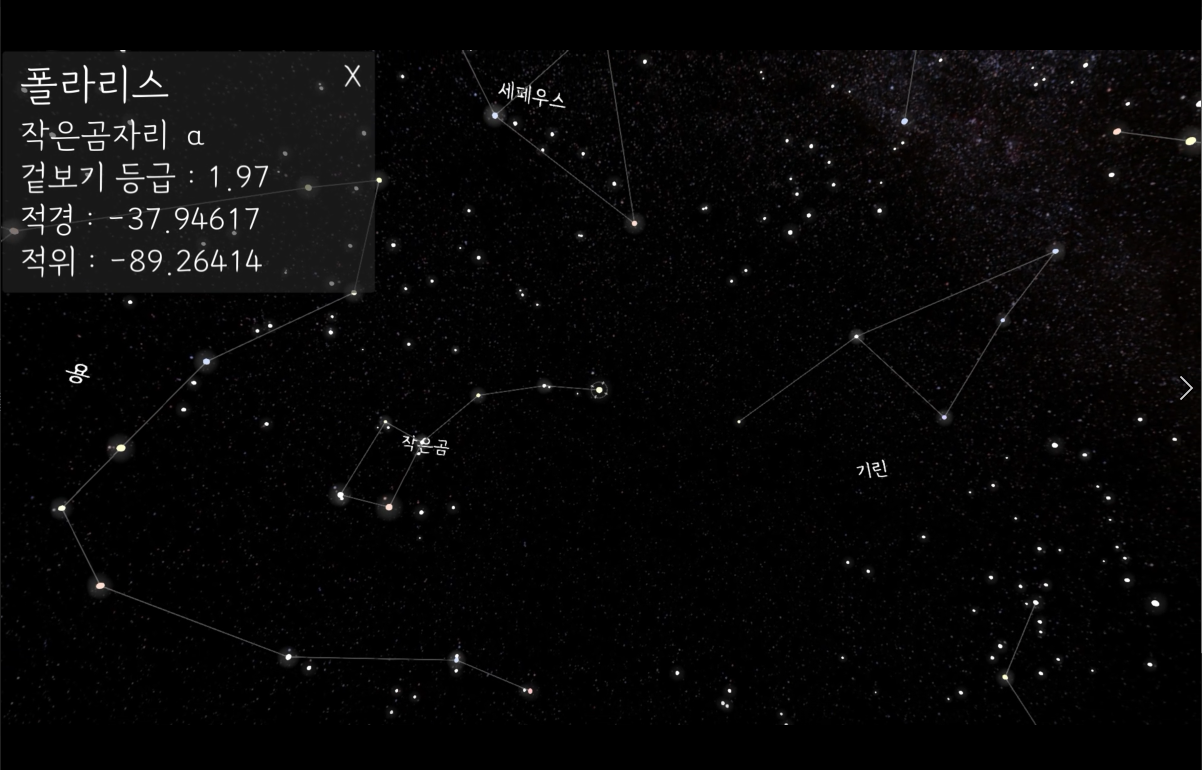 폴라리스 X
작은곰자리 α
겉보기 등급 : 1.97
적경 : -37.94617
적위 : -89.26414
세페우스
용
작은곰
기린